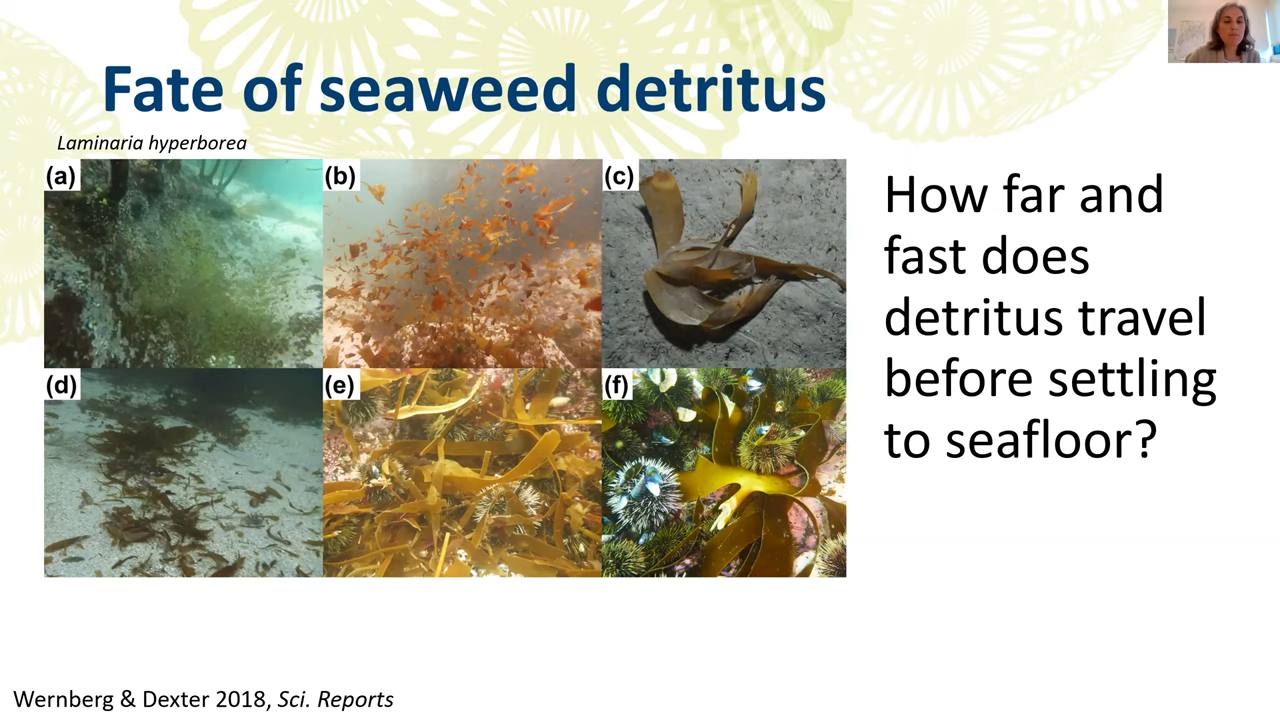 Fate of seaweed detritus
Laminaria hyperborea
(a)
(b)
(c)
(d)
(e)
(f)
How far and
fast does
detritus travel
before settling
to seafloor?
Wernberg & Dexter 2018, Sci. Reports